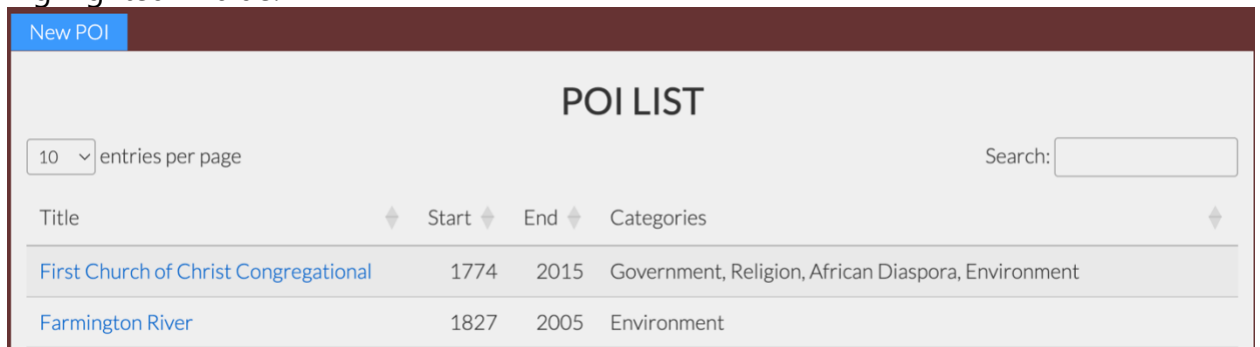 New POI
POI LIST
10 entries per page
Search:
Title Start End Categories
First Church of Christ Congregational 1774 2015 Government, Religion, African Diaspora, Environment
Farmington River 1827 2005 Environment